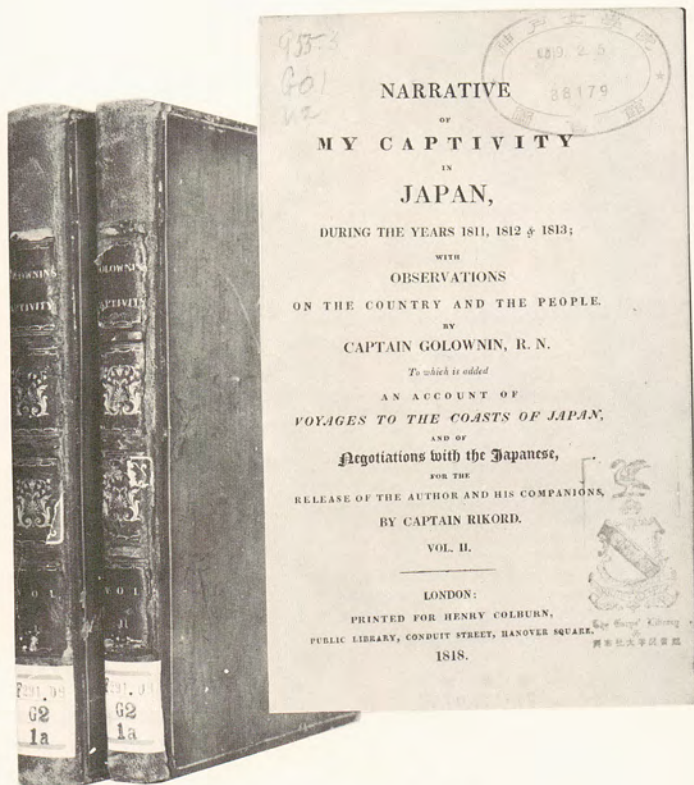 G01
NARRATIVE
OF
MY CAPTIVITY
IN
JAPAN,
DURING THE YEARS 1811, 1812 & 1813;
WITH
OBSERVATIONS
ON THE COUNTRY AND THE PEOPLE.
BY
CAPTAIN GOLOWNIN, R. N.
To which is added
AN ACCOUNT OF
VOYAGES TO THE COASTS OF JAPAN,
AND OF
Negotiations with the Japanese,
FOR THE
RELEASE OF THE AUTHOR AND HIS COMPANIONS,
BY CAPTAIN RIKORD.
VOL. II.
LONDON:
PRINTED FOR HENRY COLBURN,
PUBLIC LIBRARY, CONDUIT STREET, HANOVER SQUARE,
1818.
88179
CAPTIVITY
VOL
G2
1a
CAPTIVITY
VOL
II
G2
1a